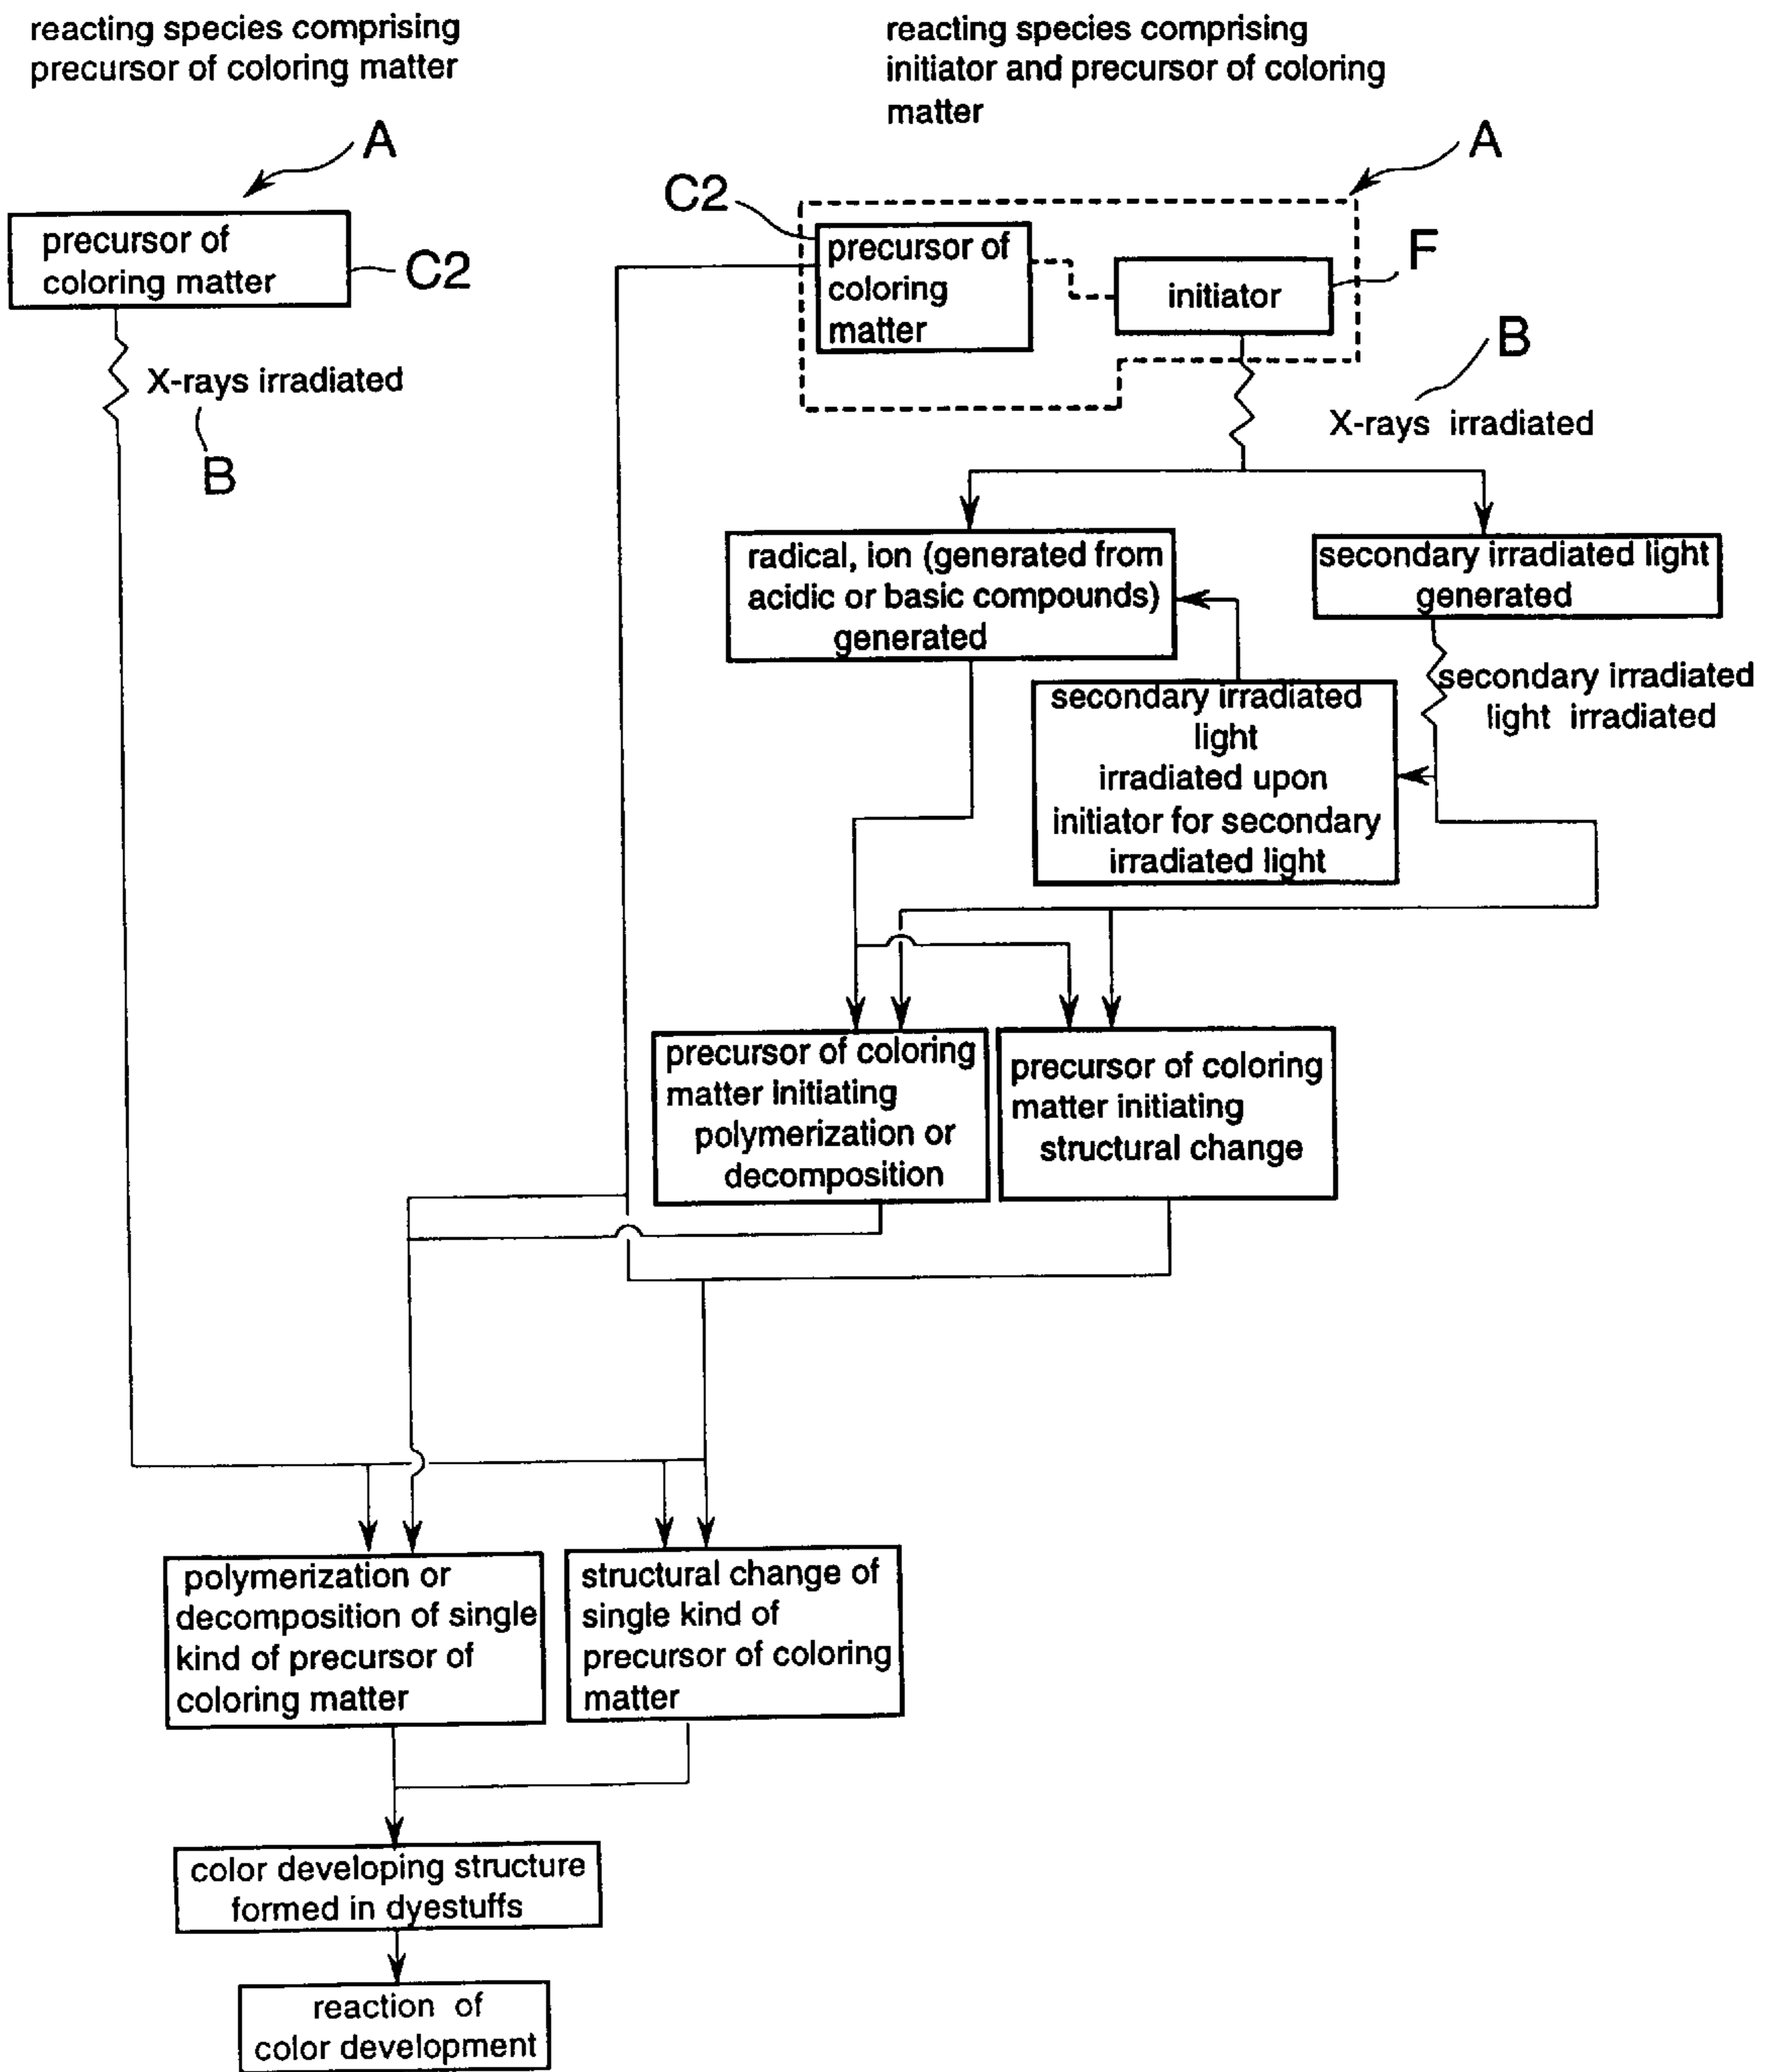 reacting species comprising
precursor of coloring matter
A
precursor of
coloring matter
C2
X-rays irradiated
B
reacting species comprising
initiator and precursor of coloring
matter
A
C2
precursor of
coloring
matter
initiator
F
B
X-rays irradiated
radical, ion (generated from
acidic or basic compounds)
generated
secondary irradiated light
generated
secondary irradiated
light irradiated
secondary irradiated
light
irradiated upon
initiator for secondary
irradiated light
precursor of coloring
matter initiating
polymerization or
decomposition
precursor of coloring
matter initiating
structural change
polymerization or
decomposition of single
kind of precursor of
coloring matter
structural change of
single kind of
precursor of coloring
matter
color developing structure
formed in dyestuffs
reaction of
color development